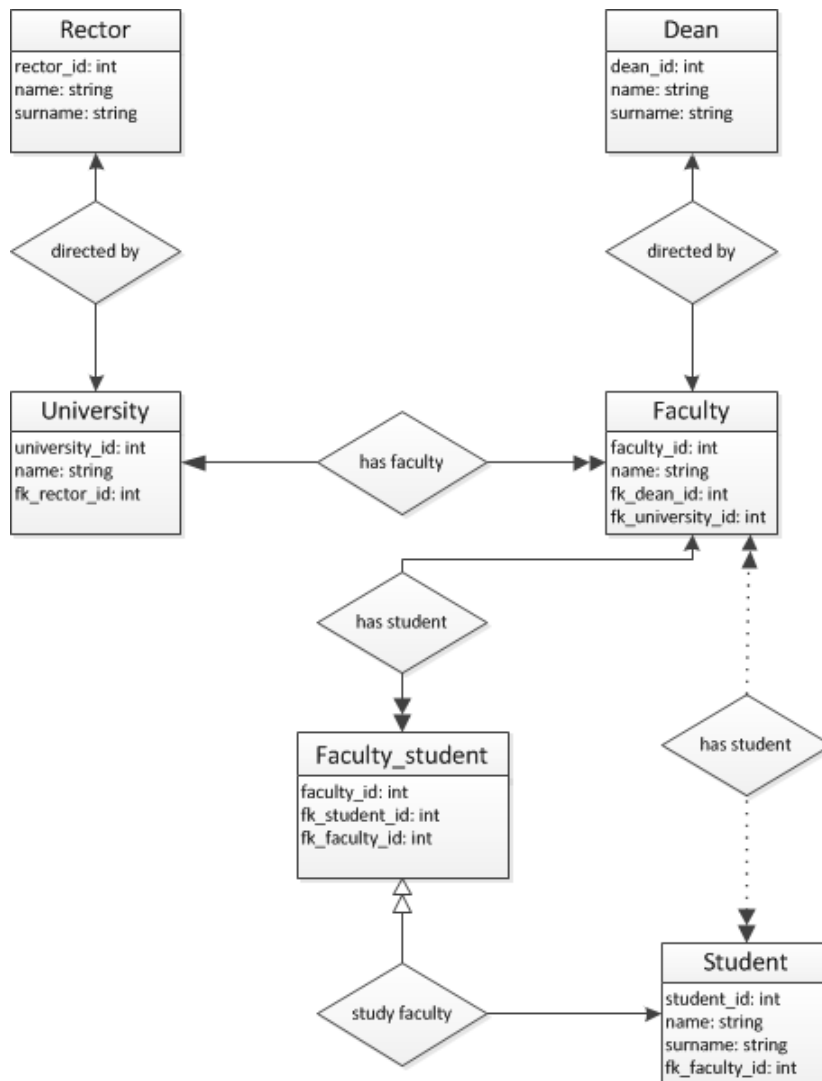 Rector
rector_id: int
name: string
surname: string
Dean
dean_id: int
name: string
surname: string
directed by
directed by
University
university_id: int
name: string
fk_rector_id: int
has faculty
Faculty
faculty_id: int
name: string
fk_dean_id: int
fk_university_id: int
has student
has student
Faculty_student
faculty_id: int
fk_student_id: int
fk_faculty_id: int
study faculty
Student
student_id: int
name: string
surname: string
fk_faculty_id: int